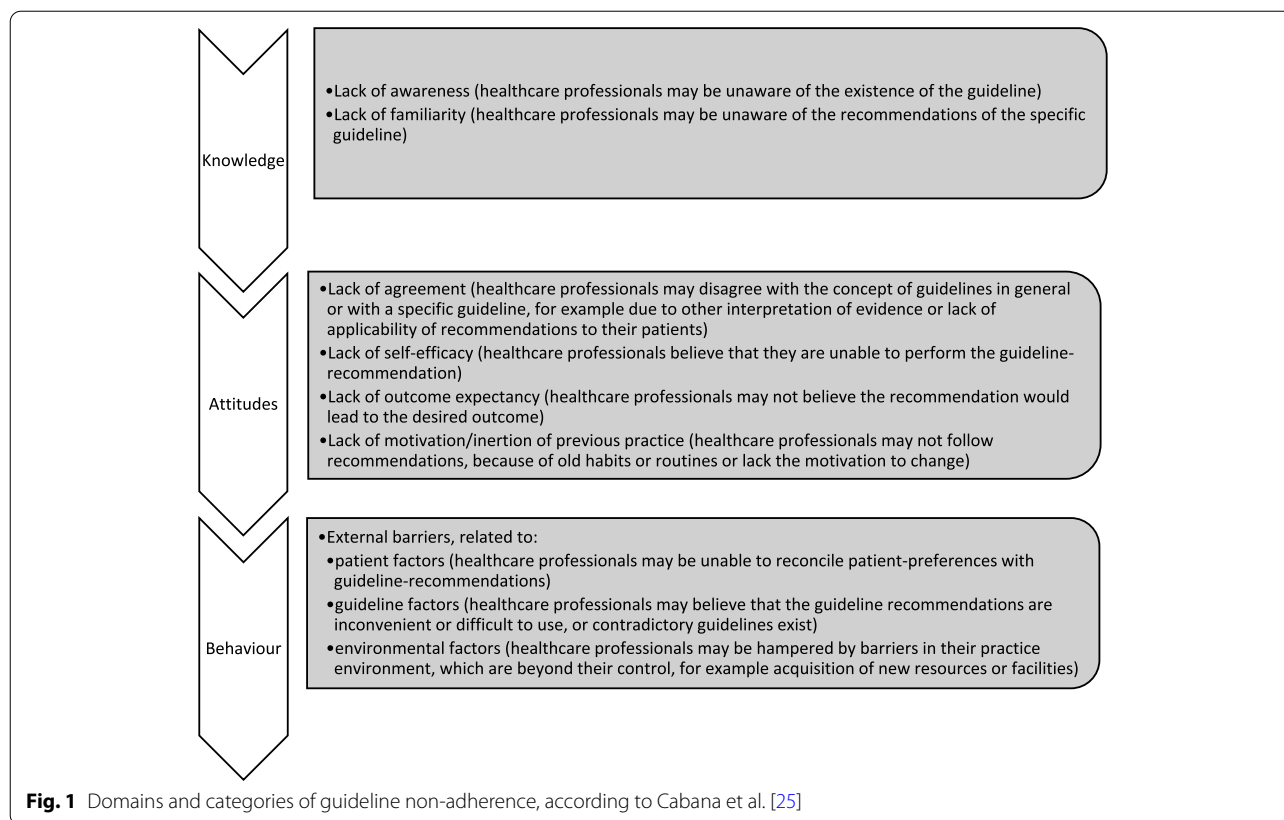 Knowledge
•Lack of awareness (healthcare professionals may be unaware of the existence of the guideline)
•Lack of familiarity (healthcare professionals may be unaware of the recommendations of the specific
guideline)
Attitudes
•Lack of agreement (healthcare professionals may disagree with the concept of guidelines in general
or with a specific guideline, for example due to other interpretation of evidence or lack of
applicability of recommendations to their patients)
•Lack of self-efficacy (healthcare professionals believe that they are unable to perform the guideline-
recommendation)
•Lack of outcome expectancy (healthcare professionals may not believe the recommendation would
lead to the desired outcome)
•Lack of motivation/inertion of previous practice (healthcare professionals may not follow
recommendations, because of old habits or routines or lack the motivation to change)
Behaviour
•External barriers, related to:
•patient factors (healthcare professionals may be unable to reconcile patient-preferences with
guideline-recommendations)
•guideline factors (healthcare professionals may believe that the guideline recommendations are
inconvenient or difficult to use, or contradictory guidelines exist)
•environmental factors (healthcare professionals may be hampered by barriers in their practice
environment, which are beyond their control, for example acquisition of new resources or facilities)
Fig. 1 Domains and categories of guideline non-adherence, according to Cabana et al. [25]